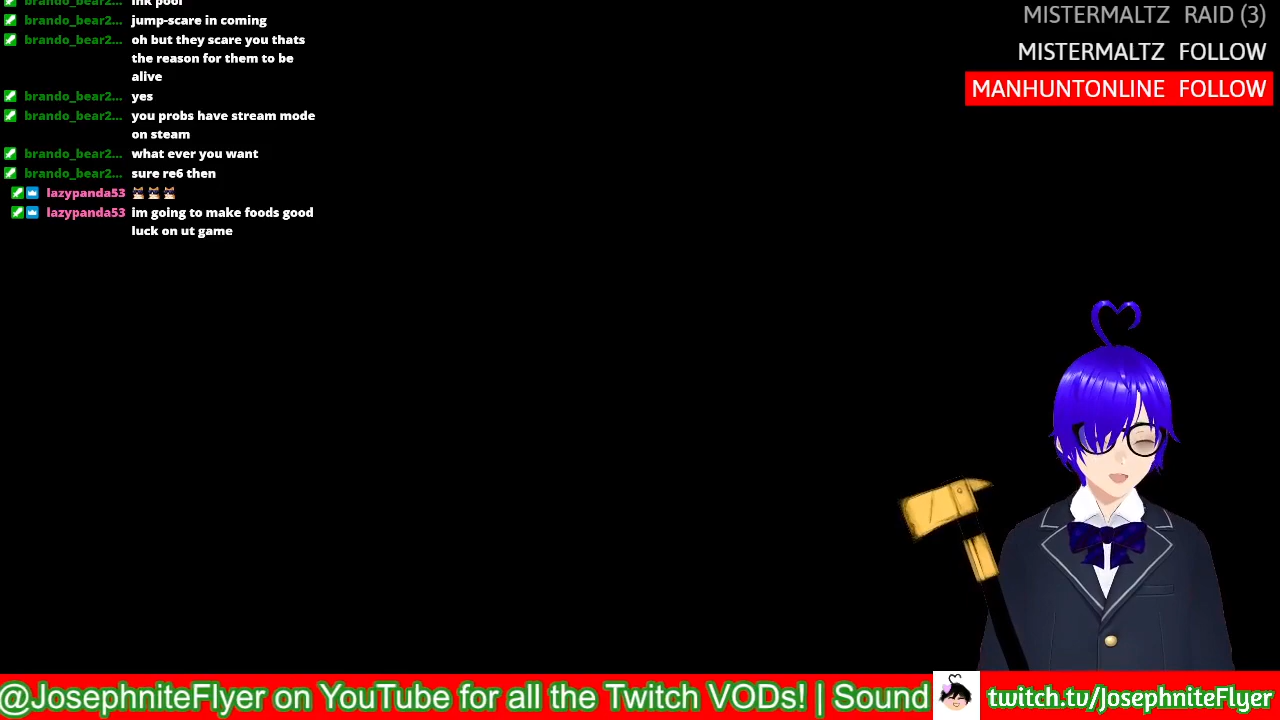 ink pool
brando_bear2... jump-scare in coming
brando_bear2... oh but they scare you thats
the reason for them to be
alive
brando_bear2... yes
brando_bear2... you probs have stream mode
on steam
brando_bear2... what ever you want
brando_bear2... sure re6 then
lazypanda53
lazypanda53 im going to make foods good
luck on ut game
MISTERMALTZ RAID (3)
MISTERMALTZ FOLLOW
MANHUNTONLINE FOLLOW
@JosephniteFlyer on YouTube for all the Twitch VODs! | Sound
twitch.tv/JosephniteFlyer